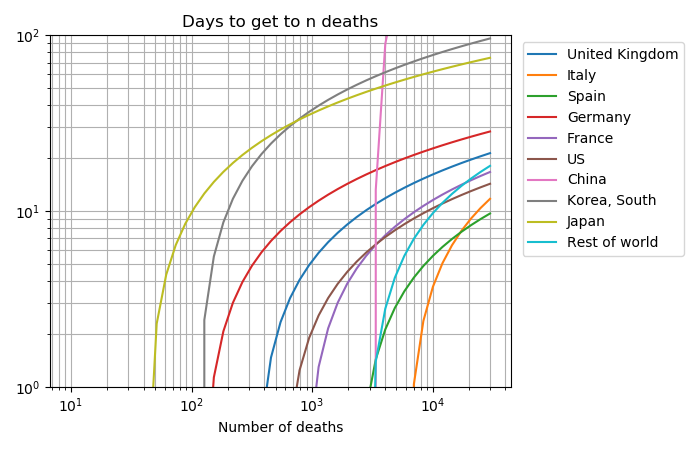 Days to get to n deaths
10²
10¹
10⁰
10¹
10²
10³
10⁴
Number of deaths
United Kingdom
Italy
Spain
Germany
France
US
China
Korea, South
Japan
Rest of world